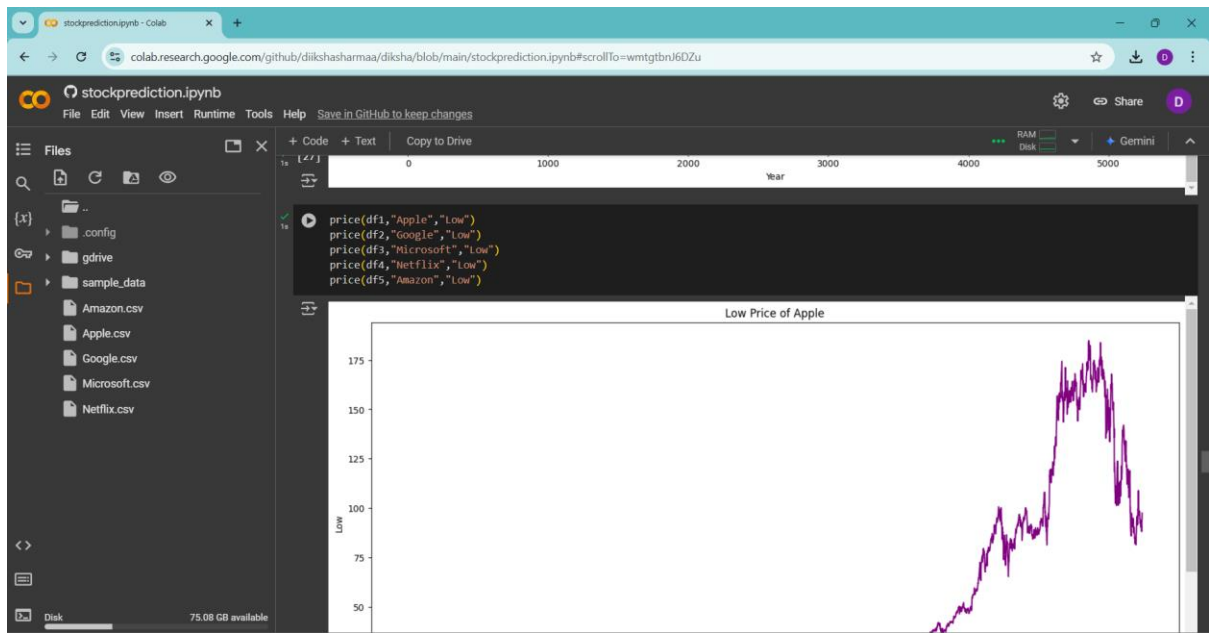 stockprediction.ipynb - Colab
colab.research.google.com/github/diikshasharmaa/diksha/blob/main/stockprediction.ipynb#scrollTo=wmtgtbnJ6DZu
D
CO
stockprediction.ipynb
File Edit View Insert Runtime Tools Help Save in GitHub to keep changes
Share
D
Files
+ Code + Text Copy to Drive
RAM
Disk
Gemini
1s [27]
0 1000 2000 3000 4000 5000
Year
..
.config
gdrive
sample_data
Amazon.csv
Apple.csv
Google.csv
Microsoft.csv
Netflix.csv
{x}
<>
Disk 75.08 GB available
1s
price(df1,"Apple","Low")
price(df2,"Google","Low")
price(df3,"Microsoft","Low")
price(df4,"Netflix","Low")
price(df5,"Amazon","Low")
Low Price of Apple
175
150
125
100
75
50
Low